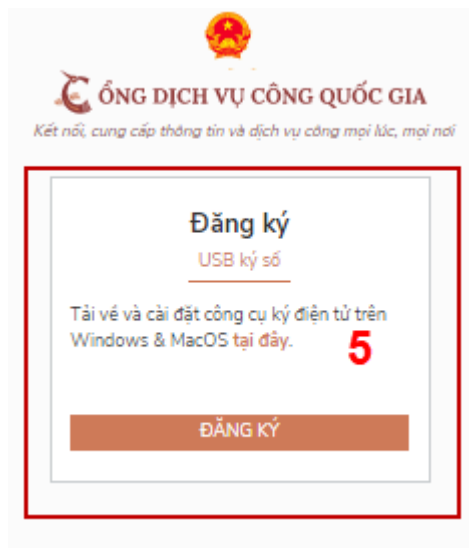 CỔNG DỊCH VỤ CÔNG QUỐC GIA
Kết nối, cung cấp thông tin và dịch vụ công mọi lúc, mọi nơi
Đăng ký
USB ký số
Tải về và cài đặt công cụ ký điện tử trên
Windows & MacOS tại đây.
5
ĐĂNG KÝ